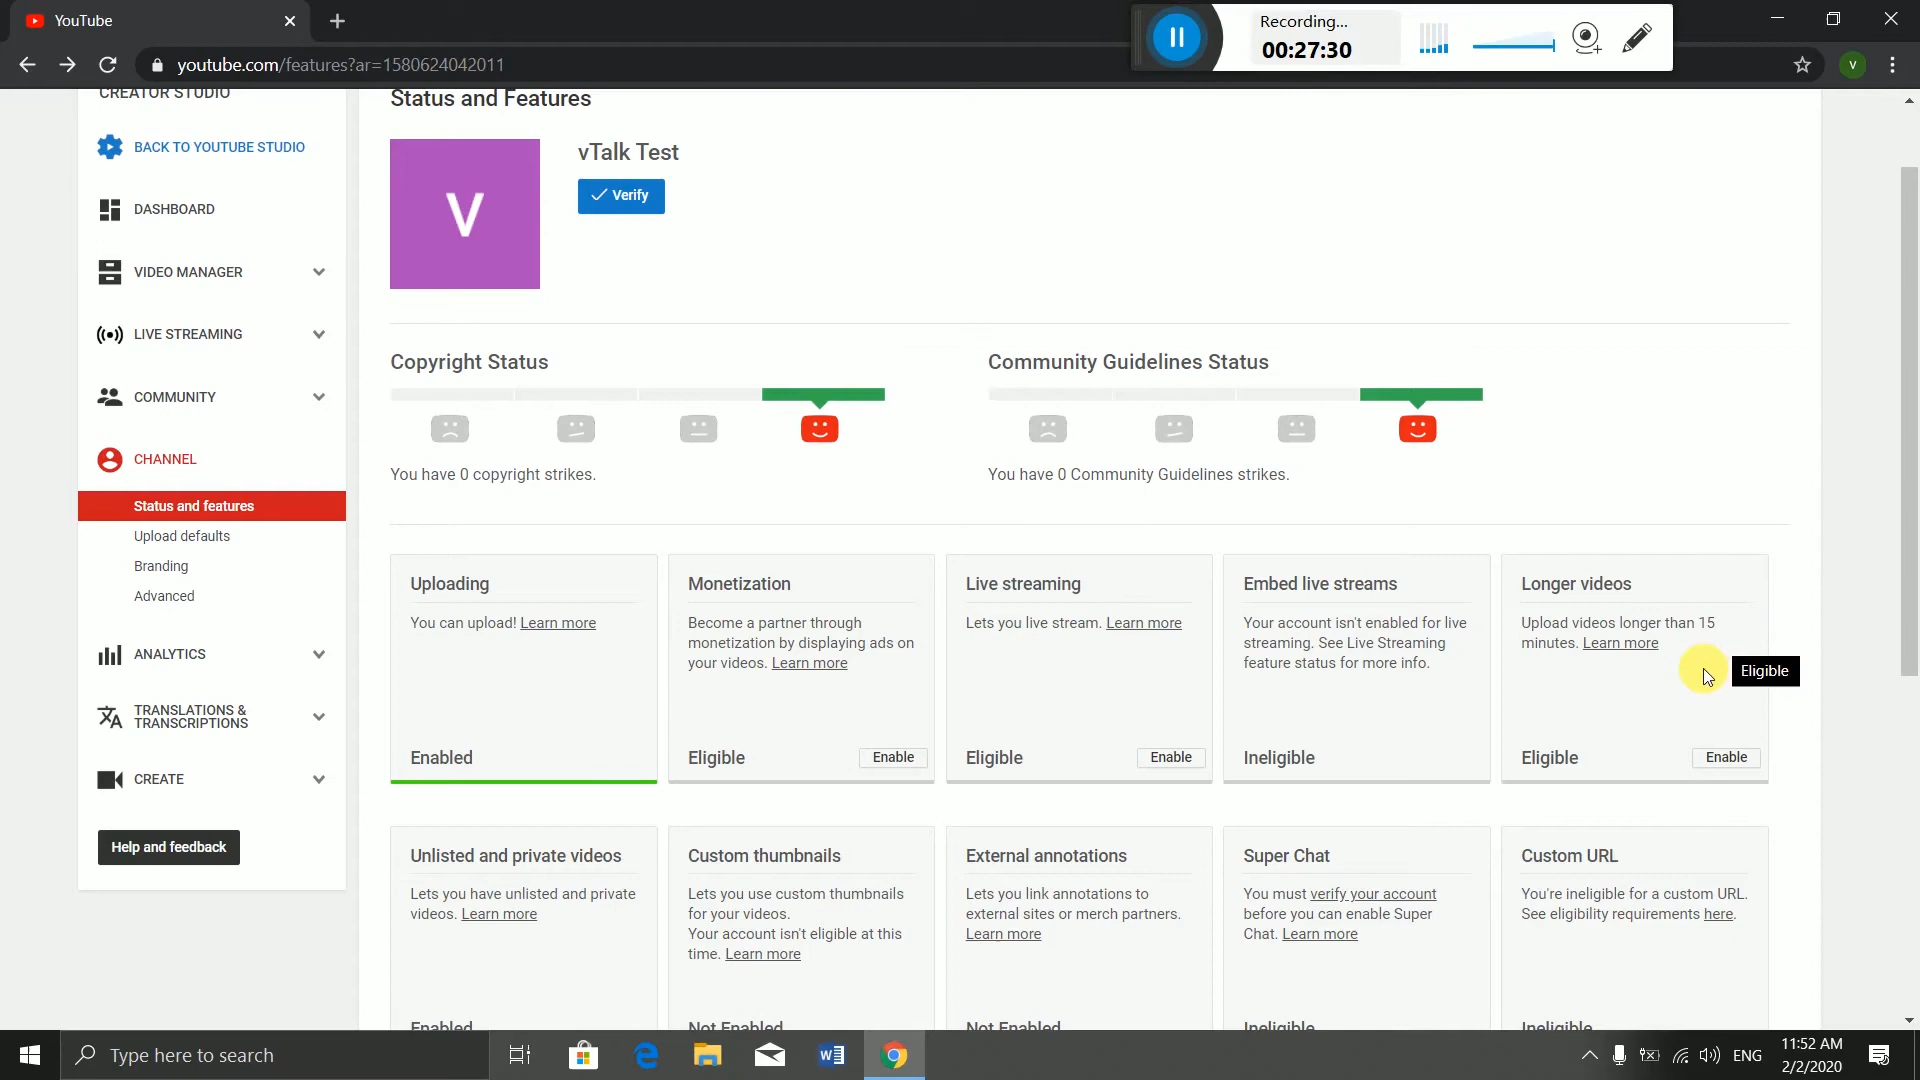 YouTube
Recording...
00:27:30
youtube.com/features?ar=1580624042011
V
CREATOR STUDIO
BACK TO YOUTUBE STUDIO
DASHBOARD
VIDEO MANAGER
LIVE STREAMING
COMMUNITY
CHANNEL
Status and features
Upload defaults
Branding
Advanced
ANALYTICS
TRANSLATIONS &
TRANSCRIPTIONS
CREATE
Help and feedback
Status and Features
V
vTalk Test
Verify
Copyright Status
You have 0 copyright strikes.
Community Guidelines Status
You have 0 Community Guidelines strikes.
Uploading
You can upload! Learn more
Enabled
Monetization
Become a partner through
monetization by displaying ads on
your videos. Learn more
Eligible
Enable
Live streaming
Lets you live stream. Learn more
Eligible
Enable
Embed live streams
Your account isn't enabled for live
streaming. See Live Streaming
feature status for more info.
Ineligible
Longer videos
Upload videos longer than 15
minutes. Learn more
Eligible
Eligible
Enable
Unlisted and private videos
Lets you have unlisted and private
videos. Learn more
Enabled
Custom thumbnails
Lets you use custom thumbnails
for your videos.
Your account isn't eligible at this
time. Learn more
Not Enabled
External annotations
Lets you link annotations to
external sites or merch partners.
Learn more
Not Enabled
Super Chat
You must verify your account
before you can enable Super
Chat. Learn more
Ineligible
Custom URL
You're ineligible for a custom URL.
See eligibility requirements here.
Ineligible
Type here to search
ENG
11:52 AM
2/2/2020